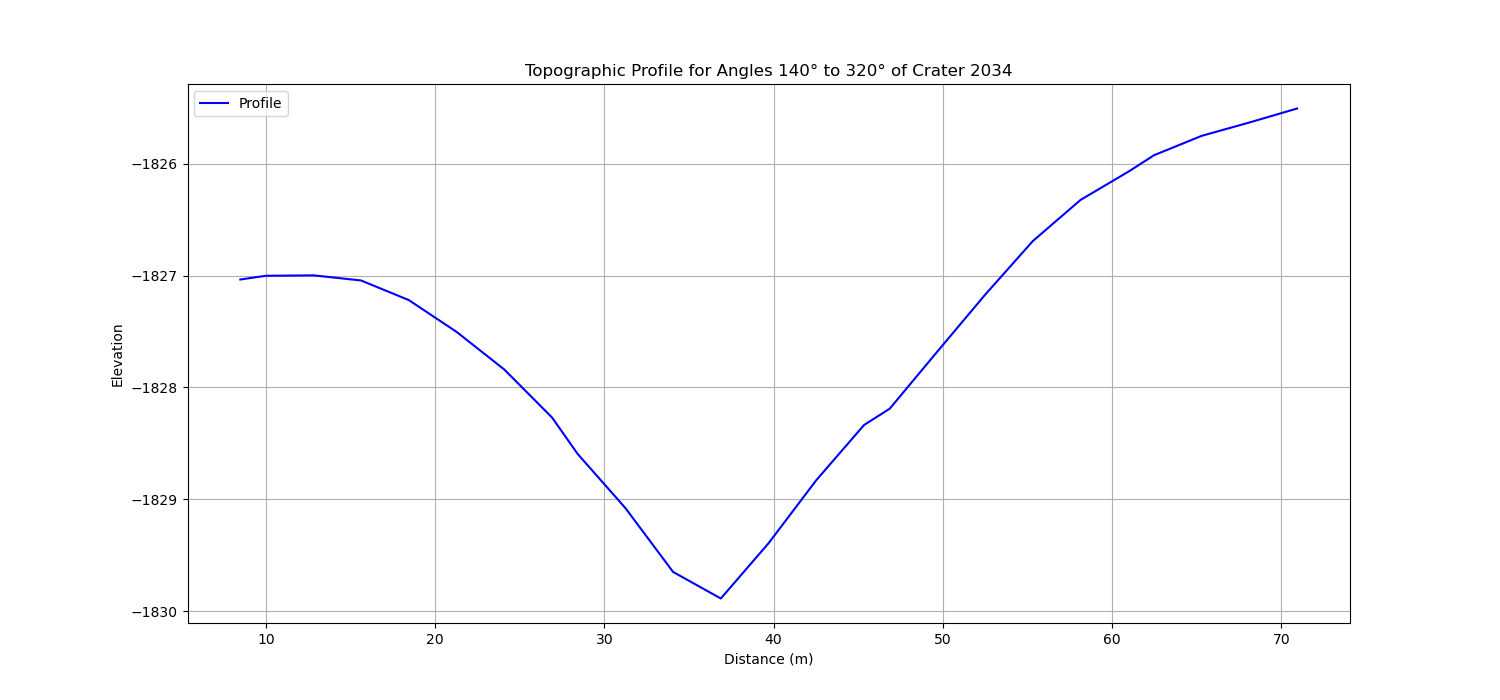 Topographic Profile for Angles 140° to 320° of Crater 2034
Profile
−1826
−1827
−1828
−1829
−1830
Elevation
10 20 30 40 50 60 70
Distance (m)